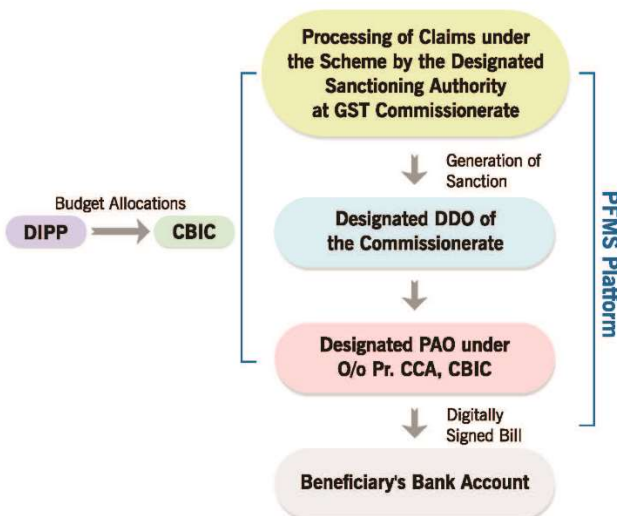 Processing of Claims under
the Scheme by the Designated
Sanctioning Authority
at GST Commissionerate
Generation of
Sanction
Budget Allocations
DIPP
CBIC
Designated DDO of
the Commissionerate
PFMS Platform
Designated PAO under
O/o Pr. CCA, CBIC
Digitally
Signed Bill
Beneficiary's Bank Account